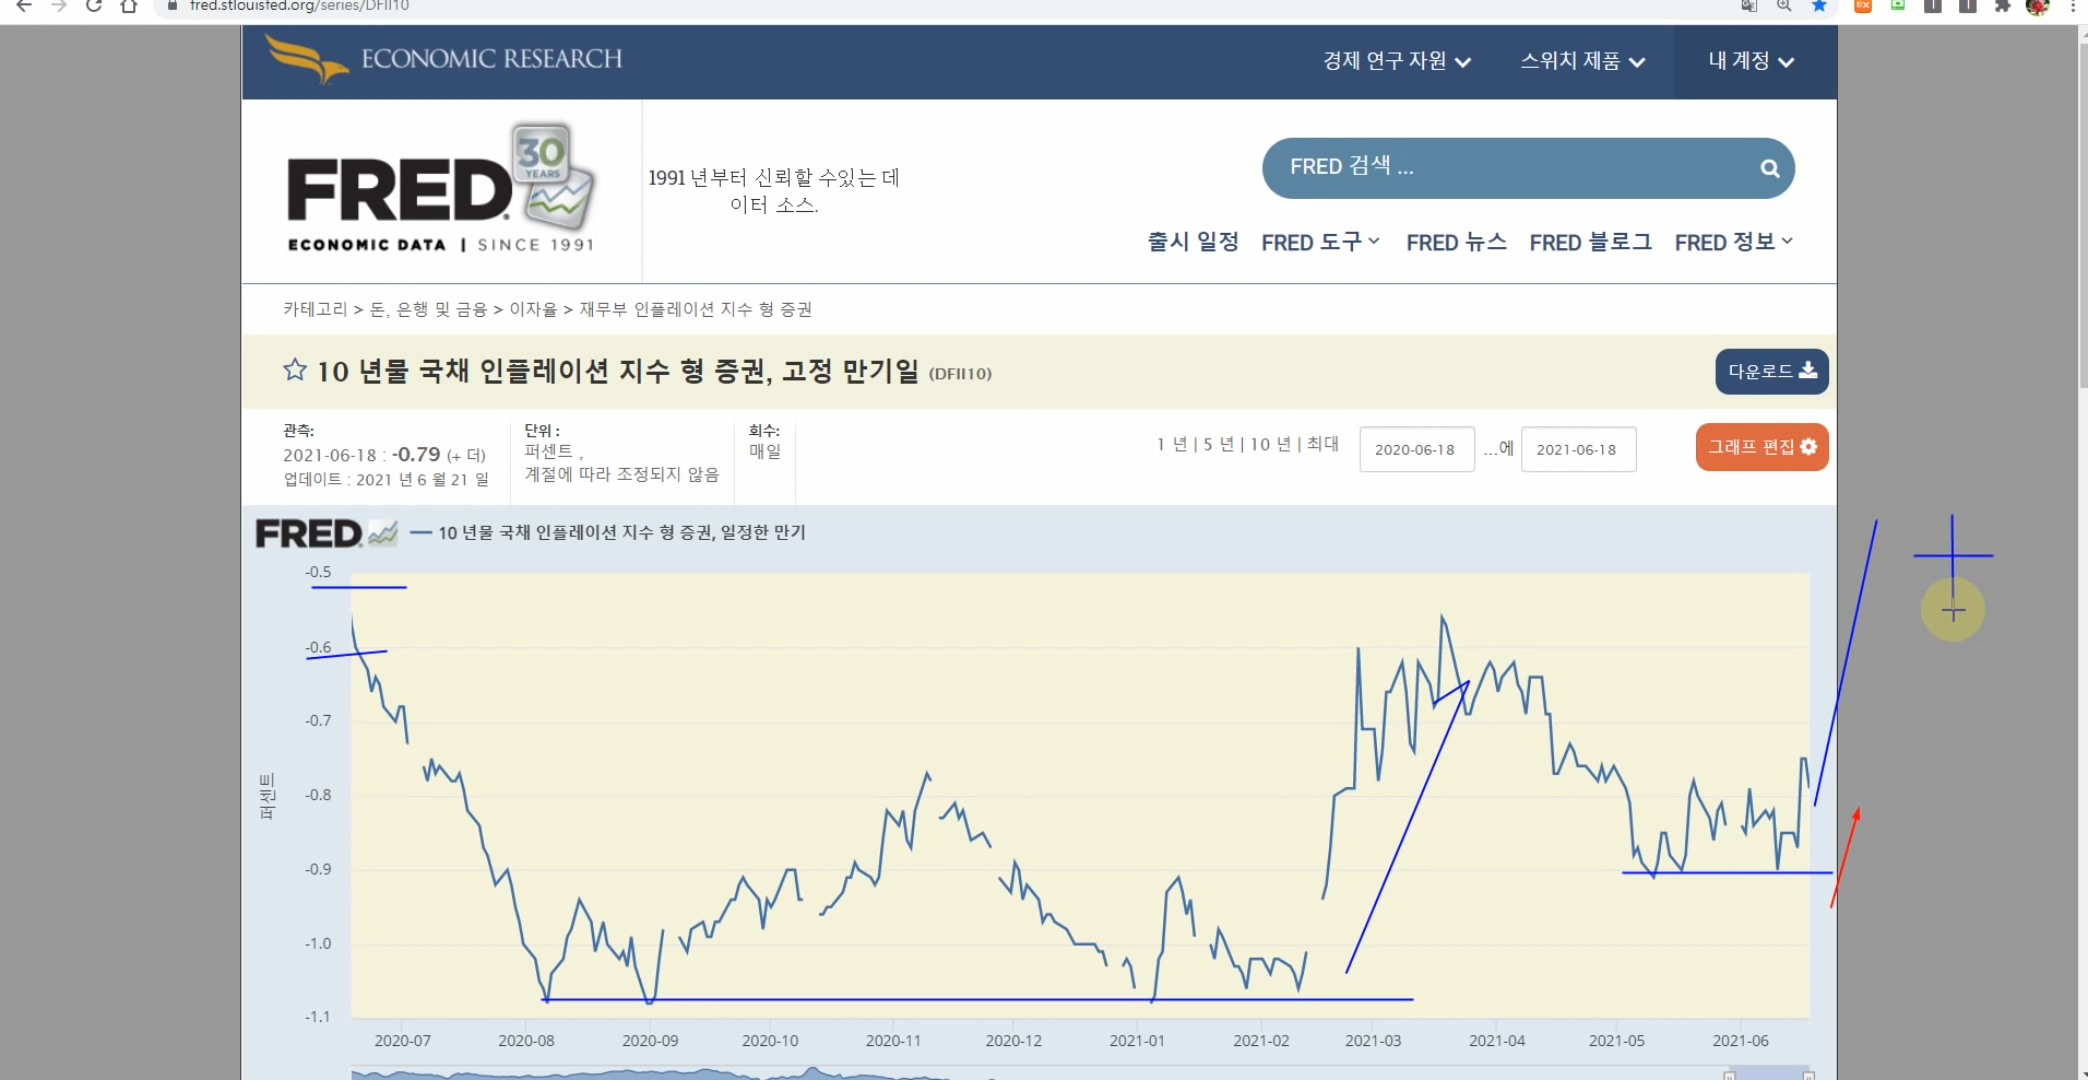 fred.stlouisfed.org/series/DFII10
ECONOMIC RESEARCH
경제 연구 자원
스위치 제품
내 계정
30
YEARS
FRED
ECONOMIC DATA | SINCE 1991
1991 년부터 신뢰할 수있는 데
이터 소스.
FRED 검색 ...
출시 일정
FRED 도구
FRED 뉴스
FRED 블로그
FRED 정보
카테고리 > 돈, 은행 및 금융 > 이자율 > 재무부 인플레이션 지수 형 증권
10 년물 국채 인플레이션 지수 형 증권, 고정 만기일 (DFII10)
다운로드
관측:
2021-06-18 : -0.79 (+ 더)
업데이트 : 2021 년 6 월 21 일
단위 :
퍼센트 ,
계절에 따라 조정되지 않음
회수:
매일
1 년 | 5 년 | 10 년 | 최대
2020-06-18
...에
2021-06-18
그래프 편집
FRED
10 년물 국채 인플레이션 지수 형 증권, 일정한 만기
퍼센트
-0.5
-0.6
-0.7
-0.8
-0.9
-1.0
-1.1
2020-07
2020-08
2020-09
2020-10
2020-11
2020-12
2021-01
2021-02
2021-03
2021-04
2021-05
2021-06